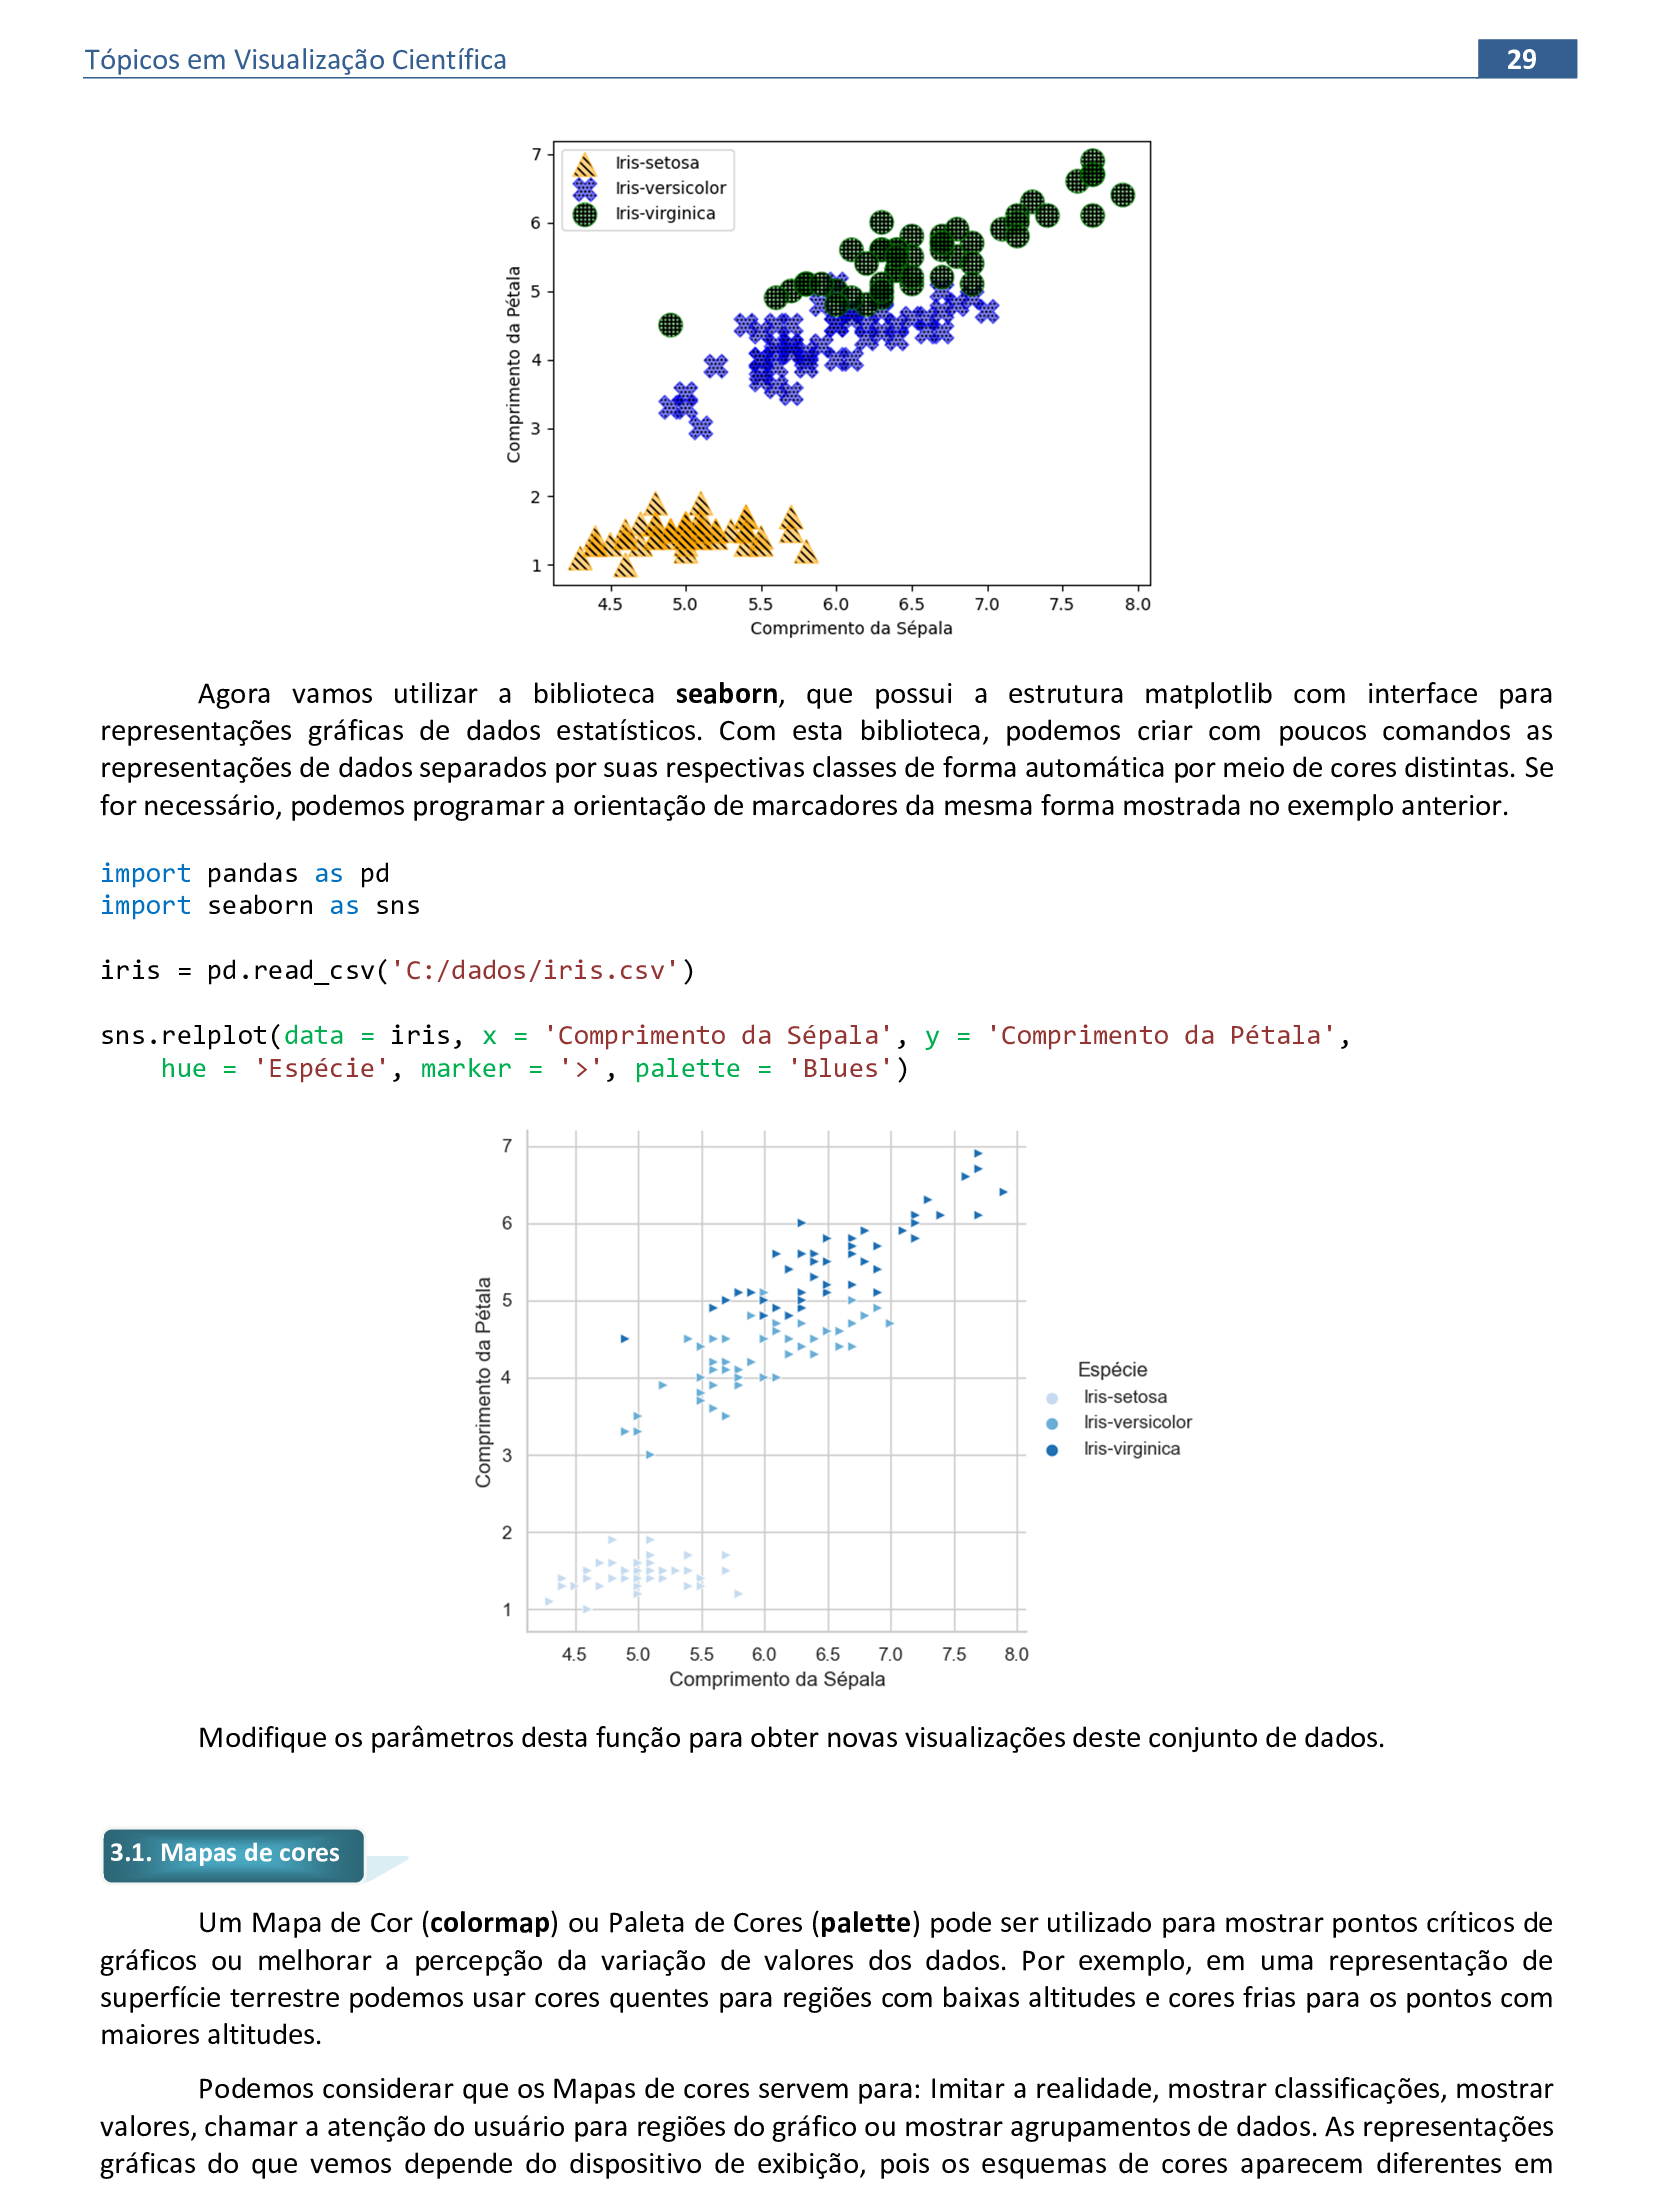 Tópicos em Visualização Científica
29
7
6
5
4
3
2
1
Comprimento da Pétala
Iris-setosa
Iris-versicolor
Iris-virginica
4.5 5.0 5.5 6.0 6.5 7.0 7.5 8.0
Comprimento da Sépala
Agora vamos utilizar a biblioteca seaborn, que possui a estrutura matplotlib com interface para
representações gráficas de dados estatísticos. Com esta biblioteca, podemos criar com poucos comandos as
representações de dados separados por suas respectivas classes de forma automática por meio de cores distintas. Se
for necessário, podemos programar a orientação de marcadores da mesma forma mostrada no exemplo anterior.
import pandas as pd
import seaborn as sns
iris = pd.read_csv('C:/dados/iris.csv')
sns.relplot(data = iris, x = 'Comprimento da Sépala', y = 'Comprimento da Pétala',
hue = 'Espécie', marker = '>', palette = 'Blues')
7
6
5
4
3
2
1
Comprimento da Pétala
Espécie
Iris-setosa
Iris-versicolor
Iris-virginica
4.5 5.0 5.5 6.0 6.5 7.0 7.5 8.0
Comprimento da Sépala
Modifique os parâmetros desta função para obter novas visualizações deste conjunto de dados.
3.1. Mapas de cores
Um Mapa de Cor (colormap) ou Paleta de Cores (palette) pode ser utilizado para mostrar pontos críticos de
gráficos ou melhorar a percepção da variação de valores dos dados. Por exemplo, em uma representação de
superfície terrestre podemos usar cores quentes para regiões com baixas altitudes e cores frias para os pontos com
maiores altitudes.
Podemos considerar que os Mapas de cores servem para: Imitar a realidade, mostrar classificações, mostrar
valores, chamar a atenção do usuário para regiões do gráfico ou mostrar agrupamentos de dados. As representações
gráficas do que vemos depende do dispositivo de exibição, pois os esquemas de cores aparecem diferentes em